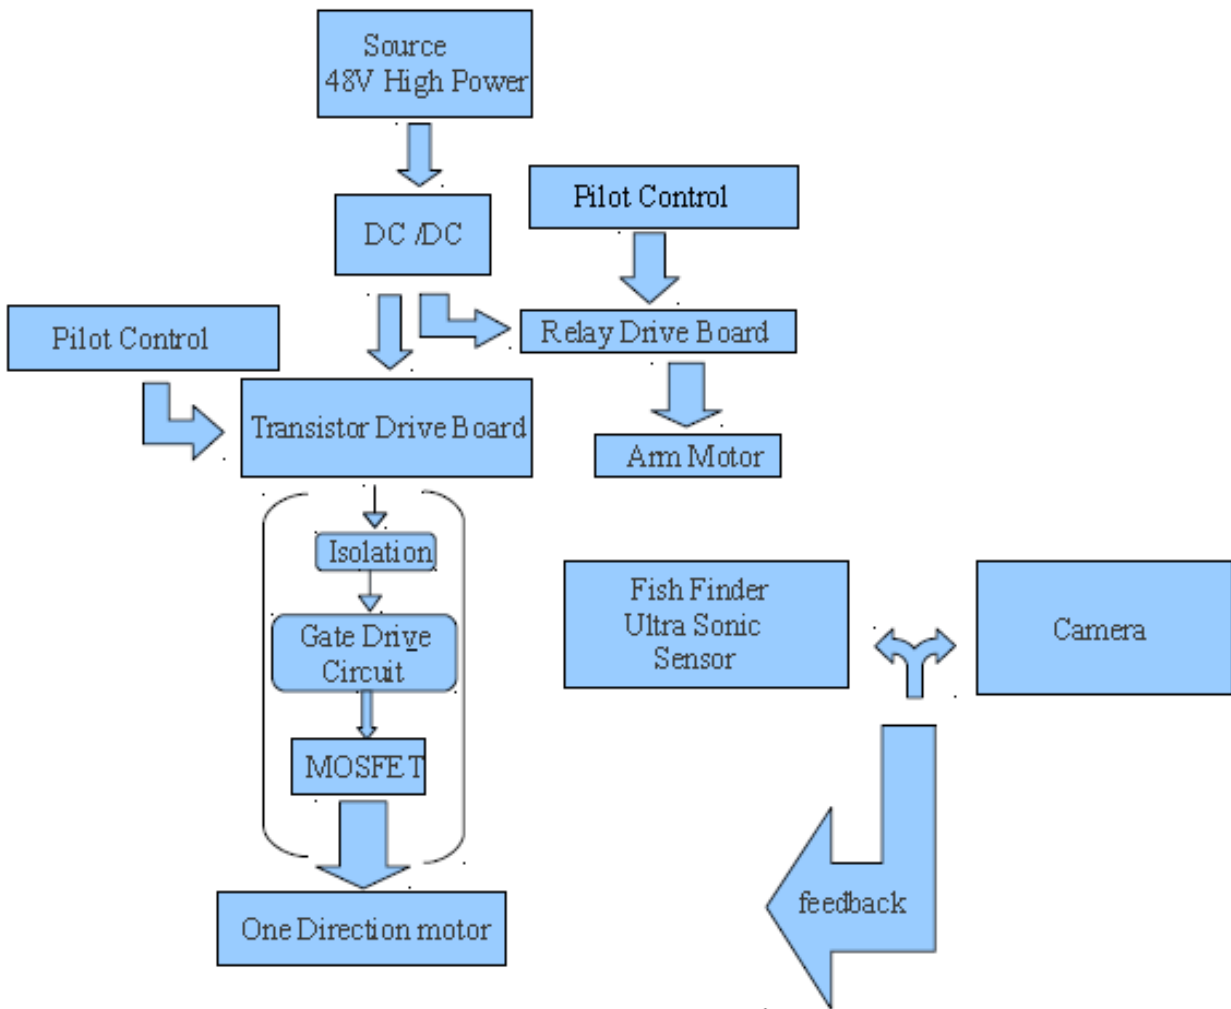 Source
48V High Power
Pilot Control
DC /DC
Pilot Control
Relay Drive Board
Transistor Drive Board
Arm Motor
Isolation
Fish Finder
Ultra Sonic
Sensor
Camera
Gate Drive
Circuit
MOSFET
feedback
One Direction motor